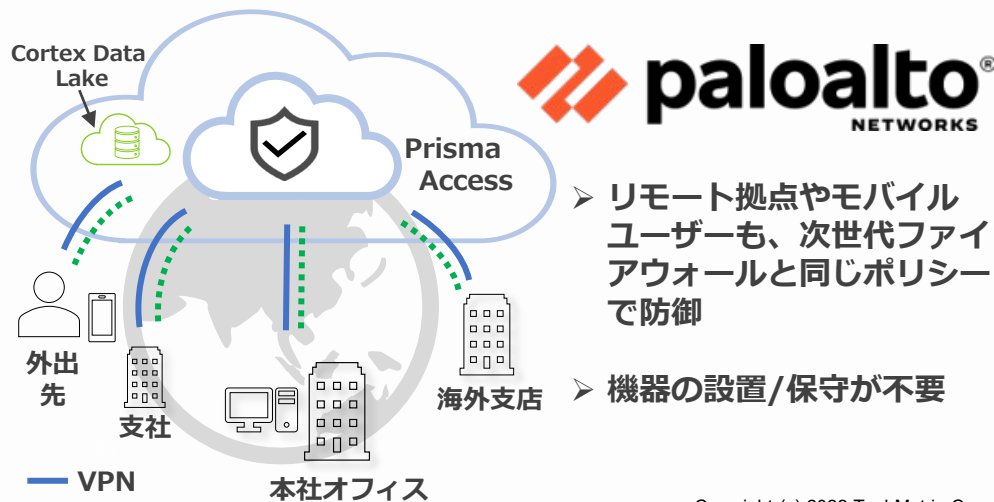 Cortex Data
Lake
Prisma
Access
外出
先
支社
本社オフィス
海外支店
VPN
paloalto®
NETWORKS
➢ リモート拠点やモバイル
ユーザーも、次世代ファイ
アウォールと同じポリシー
で防御
➢ 機器の設置/保守が不要